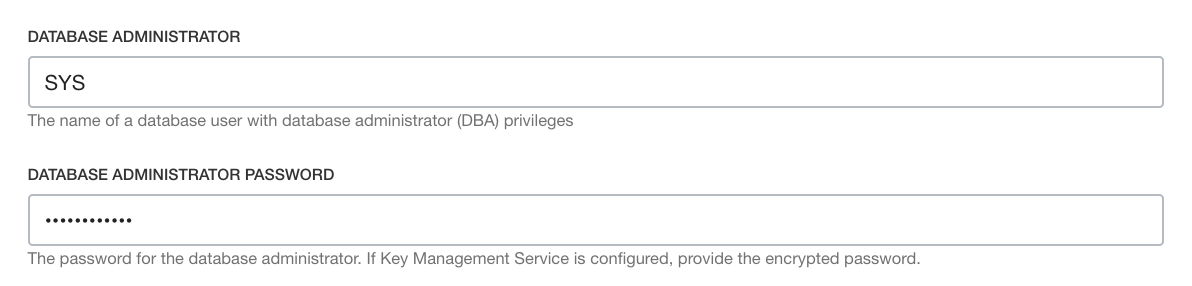 DATABASE ADMINISTRATOR
SYS
The name of a database user with database administrator (DBA) privileges
DATABASE ADMINISTRATOR PASSWORD
••••••••••••
The password for the database administrator. If Key Management Service is configured, provide the encrypted password.